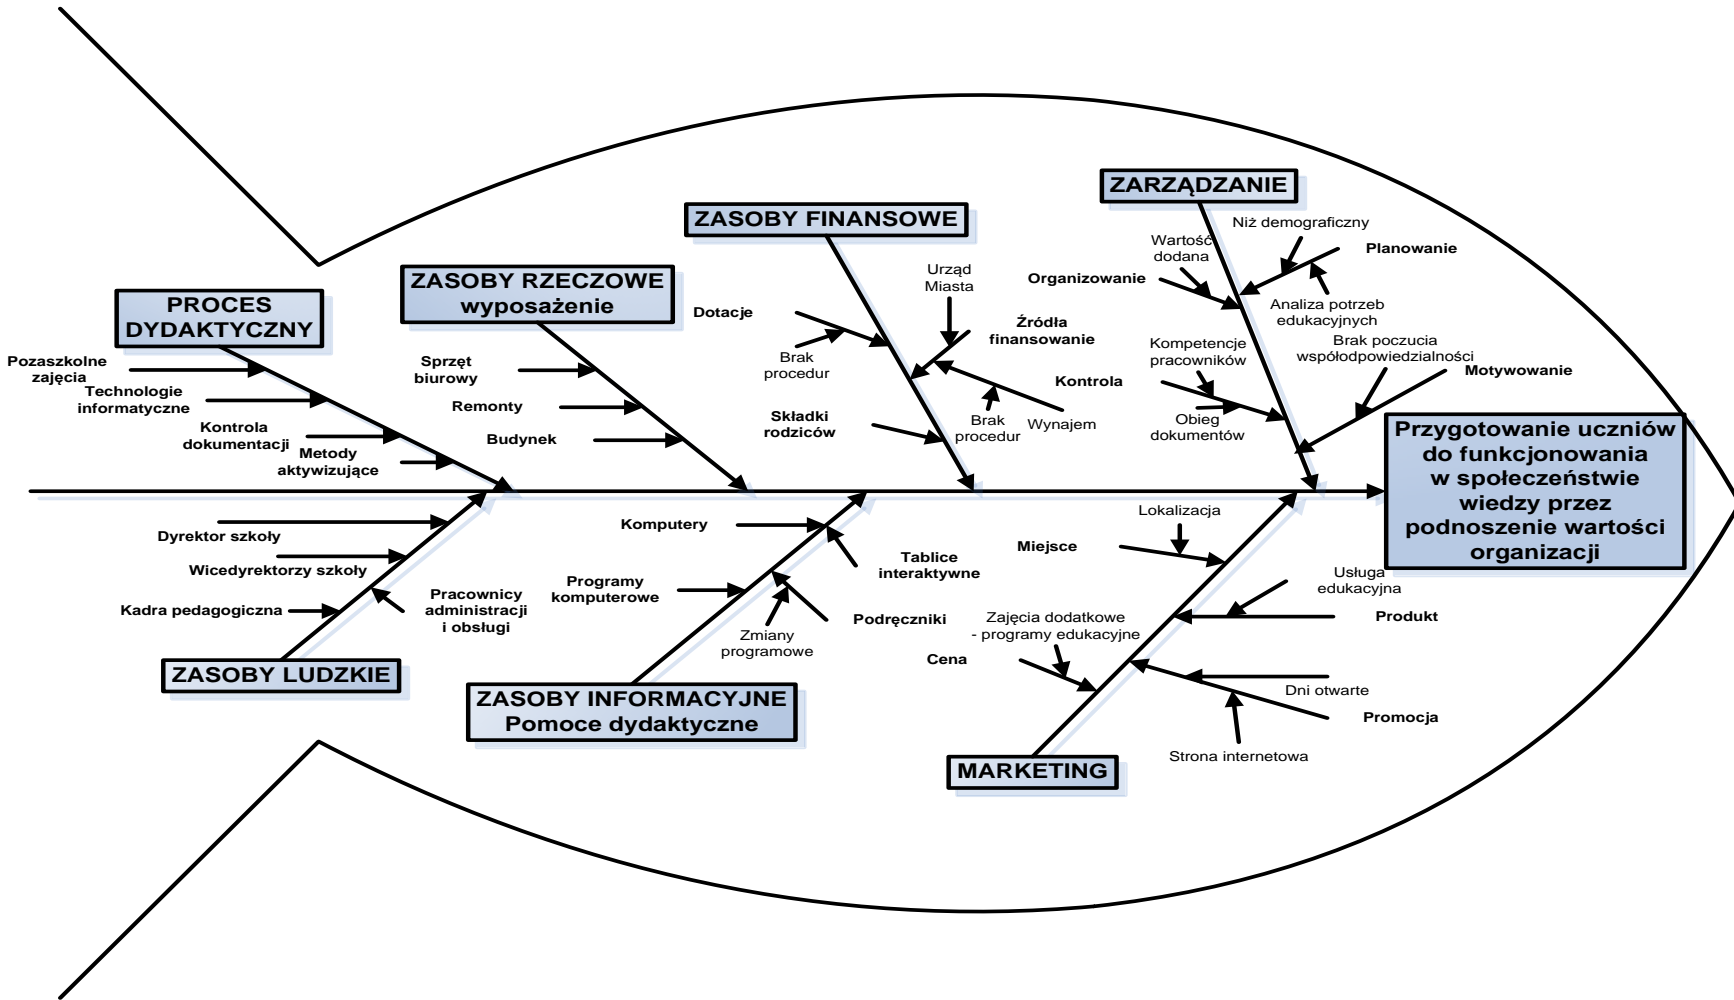 ZARZĄDZANIE
ZASOBY FINANSOWE
ZASOBY RZECZOWE
wyposażenie
PROCES
DYDAKTYCZNY
Pozaszkolne
zajęcia
Technologie
informatyczne
Kontrola
dokumentacji
Metody
aktywizujące
Sprzęt
biurowy
Remonty
Budynek
Dotacje
Brak
procedur
Składki
rodziców
Urząd
Miasta
Źródła
finansowanie
Brak
procedur
Wynajem
Wartość
dodana
Organizowanie
Niż demograficzny
Planowanie
Analiza potrzeb
edukacyjnych
Kompetencje
pracowników
Kontrola
Obieg
dokumentów
Brak poczucia
współodpowiedzialności
Motywowanie
Przygotowanie uczniów
do funkcjonowania
w społeczeństwie
wiedzy przez
podnoszenie wartości
organizacji
Dyrektor szkoły
Wicedyrektorzy szkoły
Kadra pedagogiczna
Pracownicy
administracji
i obsługi
ZASOBY LUDZKIE
Komputery
Programy
komputerowe
Tablice
interaktywne
Podręczniki
Zmiany
programowe
ZASOBY INFORMACYJNE
Pomoce dydaktyczne
Lokalizacja
Miejsce
Usługa
edukacyjna
Produkt
Zajęcia dodatkowe
- programy edukacyjne
Cena
Dni otwarte
Promocja
Strona internetowa
MARKETING